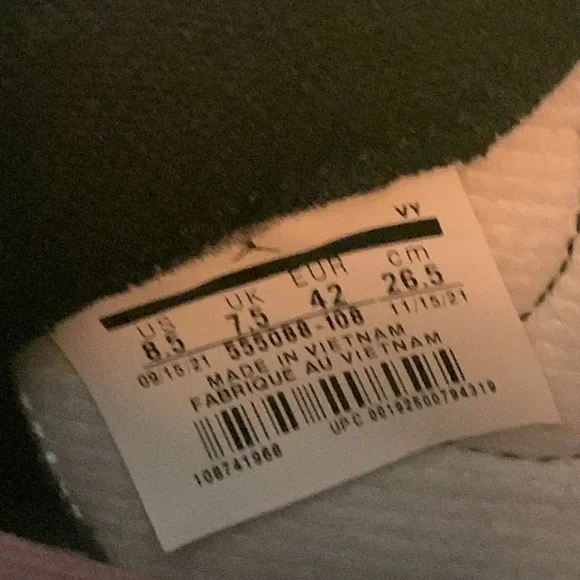 VY
US UK EUR cm
8.5 7.5 42 26.5
09/15/21 555088-108 11/15/21
MADE IN VIETNAM
FABRIQUE AU VIETNAM
108741968 UPC 00192500794319